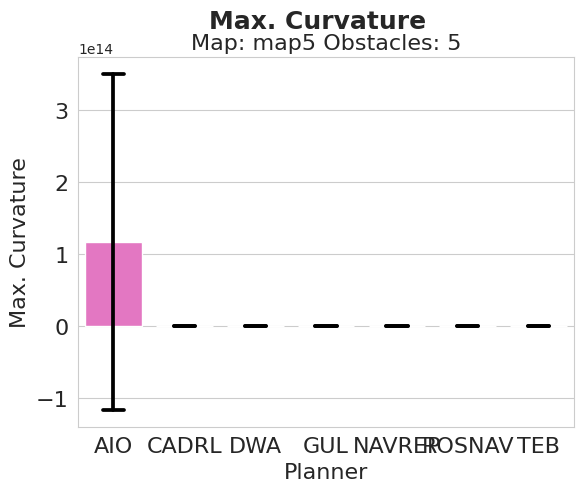 Max. Curvature
Map: map5 Obstacles: 5
1e14
3
2
1
0
−1
Max. Curvature
AIO CADRL DWA GUL NAVREP ROSNAV TEB
Planner